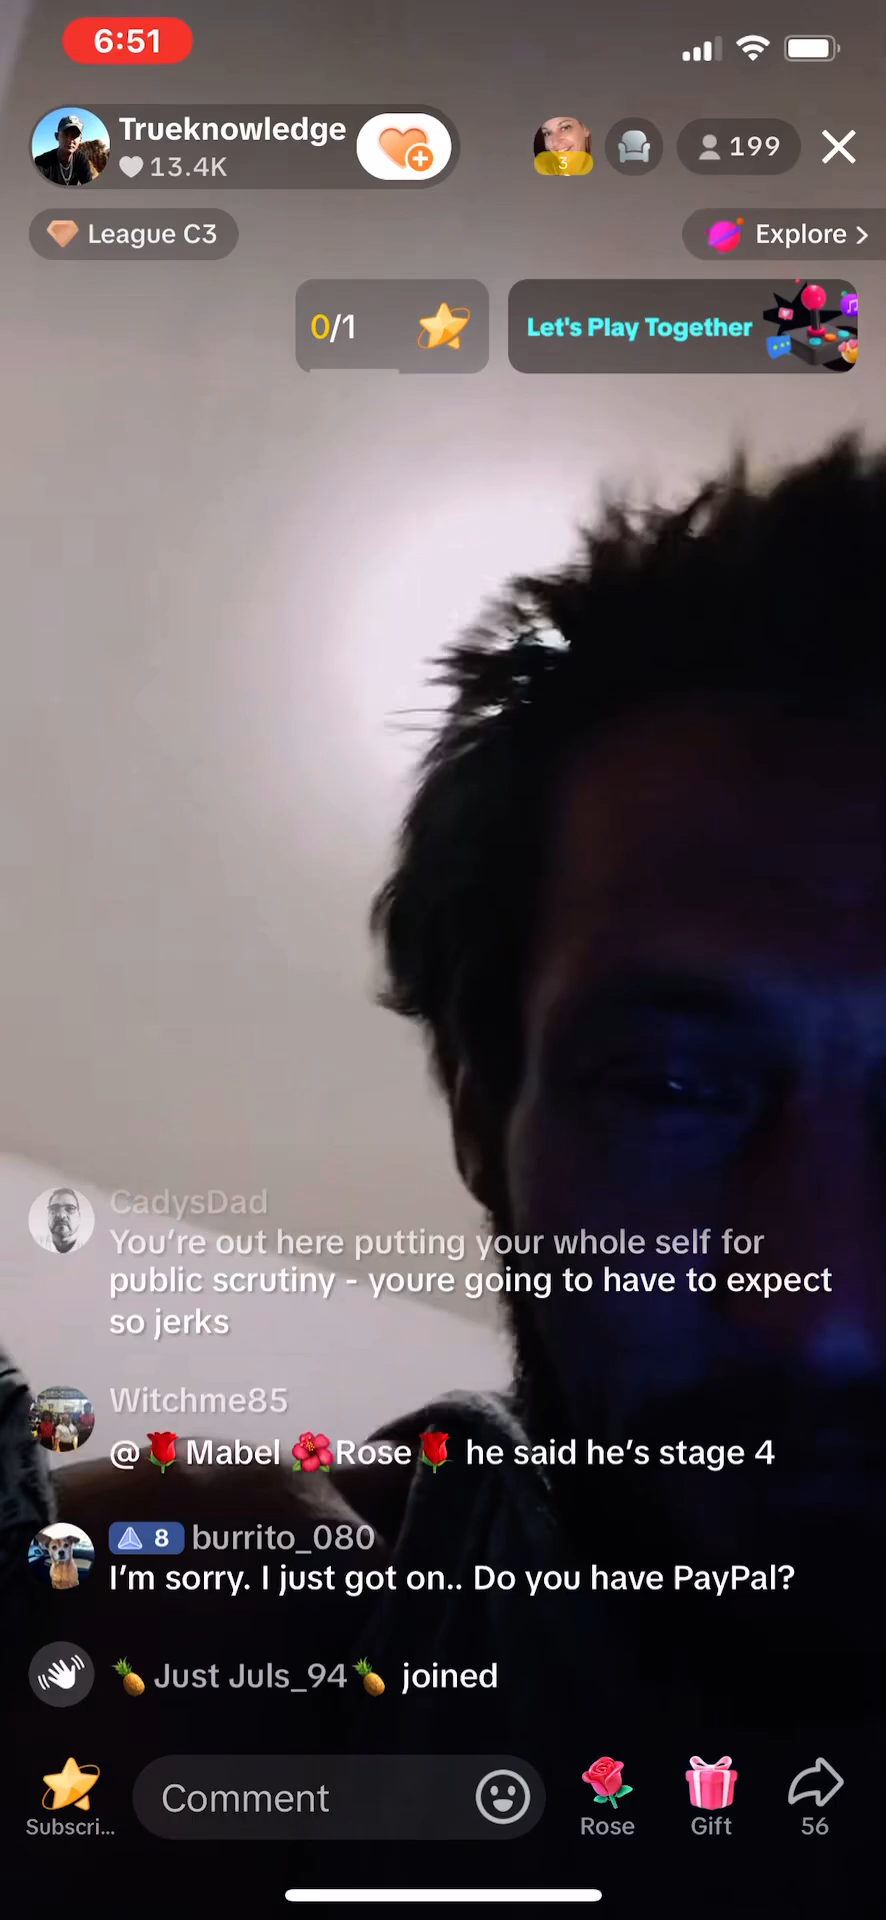 6:51
Trueknowledge
13.4K
3
199
League C3
Explore >
0/1
Let's Play Together
CadysDad
You're out here putting your whole self for
public scrutiny - youre going to have to expect
so jerks
Witchme85
@🌹Mabel 🌺Rose🌹 he said he's stage 4
8 burrito_080
I'm sorry. I just got on.. Do you have PayPal?
🍍Just Juls_94🍍 joined
Subscri...
Comment
Rose
Gift
56